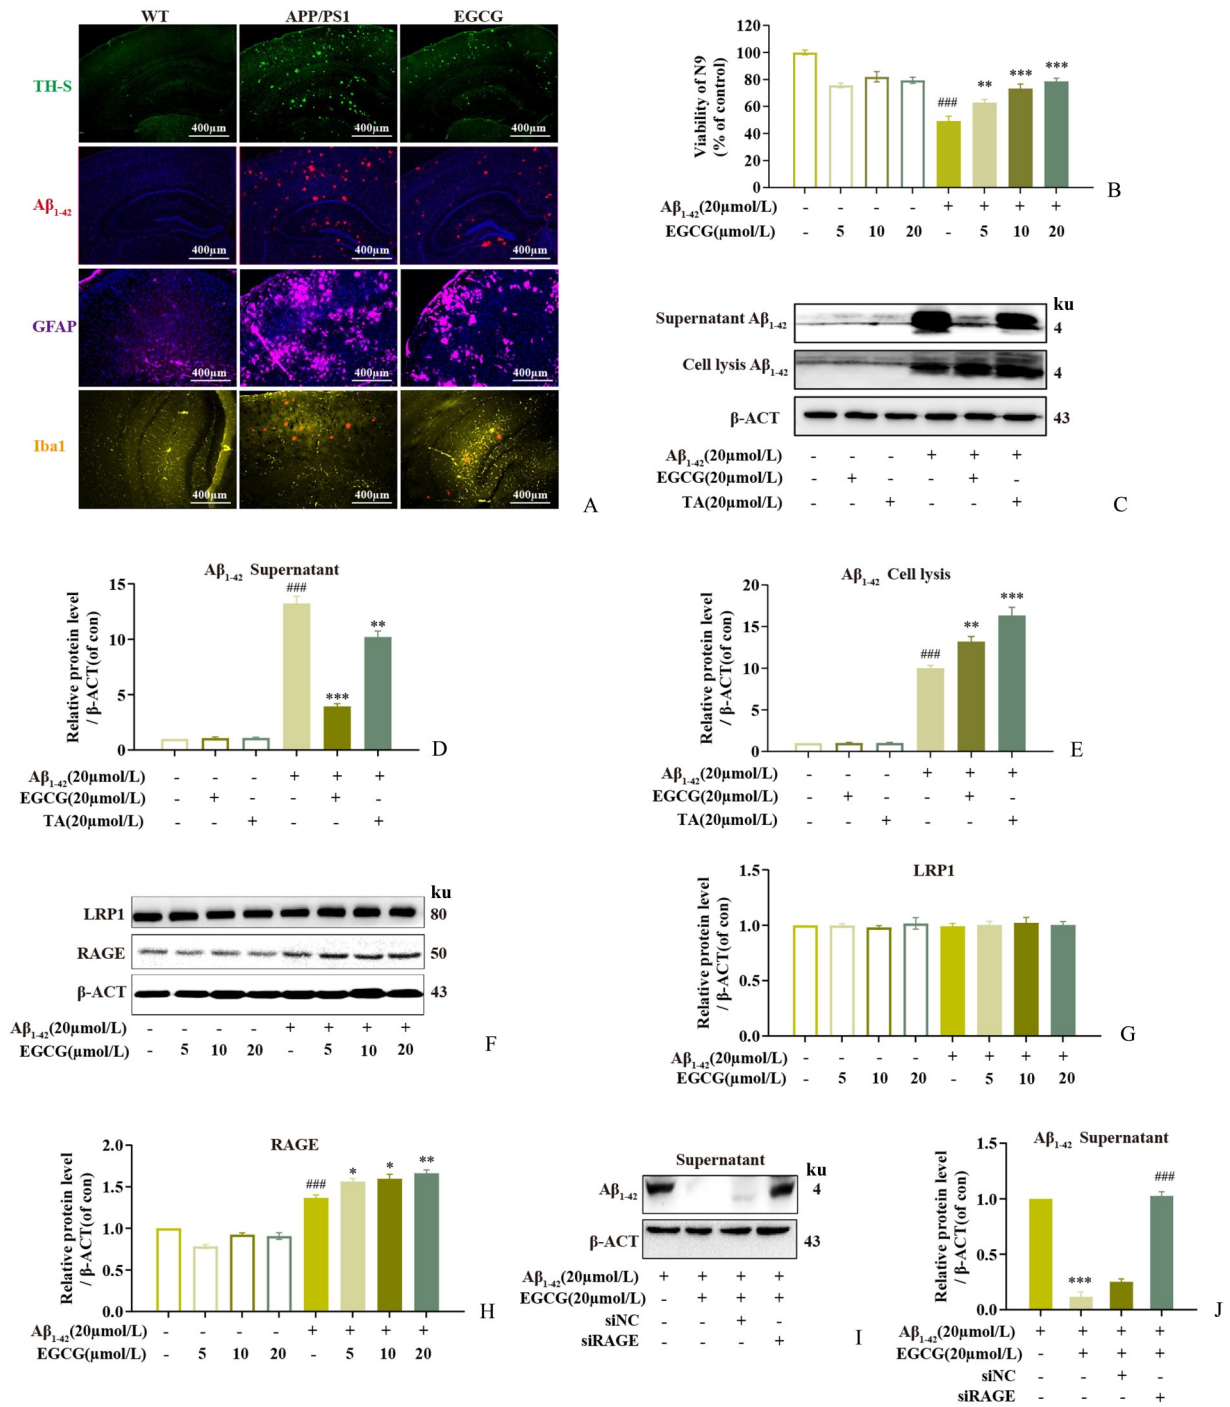 WT APP/PS1 EGCG
TH-S 400μm 400μm 400μm
Aβ1-42 400μm 400μm 400μm
GFAP 400μm 400μm 400μm
Iba1 400μm 400μm 400μm
A
Viability of N9
(% of control)
120
100
80
60
40
20
0
### ** *** ***
Aβ1-42(20μmol/L) - - - - + + + +
EGCG(μmol/L) - 5 10 20 - 5 10 20
B
ku
Supernatant Aβ1-42 4
Cell lysis Aβ1-42 4
β-ACT 43
Aβ1-42(20μmol/L) - - - + + +
EGCG(20μmol/L) - + - - + -
TA(20μmol/L) - - + - - +
C
Aβ1-42 Supernatant
Relative protein level
/ β-ACT(of con)
15
10
5
0
### *** **
Aβ1-42(20μmol/L) - - - + + +
EGCG(20μmol/L) - + - - + -
TA(20μmol/L) - - + - - +
D
Aβ1-42 Cell lysis
Relative protein level
/ β-ACT(of con)
20
15
10
5
0
### ** ***
Aβ1-42(20μmol/L) - - - + + +
EGCG(20μmol/L) - + - - + -
TA(20μmol/L) - - + - - +
E
ku
LRP1 80
RAGE 50
β-ACT 43
Aβ1-42(20μmol/L) - - - - + + + +
EGCG(μmol/L) - 5 10 20 - 5 10 20
F
LRP1
Relative protein level
/ β-ACT(of con)
1.5
1.0
0.5
0.0
Aβ1-42(20μmol/L) - - - - + + + +
EGCG(μmol/L) - 5 10 20 - 5 10 20
G
RAGE
Relative protein level
/ β-ACT(of con)
2.0
1.5
1.0
0.5
0.0
### * * **
Aβ1-42(20μmol/L) - - - - + + + +
EGCG(μmol/L) - 5 10 20 - 5 10 20
H
Supernatant
ku
Aβ1-42 4
β-ACT 43
Aβ1-42(20μmol/L) + + + +
EGCG(20μmol/L) - + + +
siNC - - + -
siRAGE - - - +
I
Aβ1-42 Supernatant
Relative protein level
/ β-ACT(of con)
1.5
1.0
0.5
0.0
*** ###
Aβ1-42(20μmol/L) + + + +
EGCG(20μmol/L) - + + +
siNC - - + -
siRAGE - - - +
J